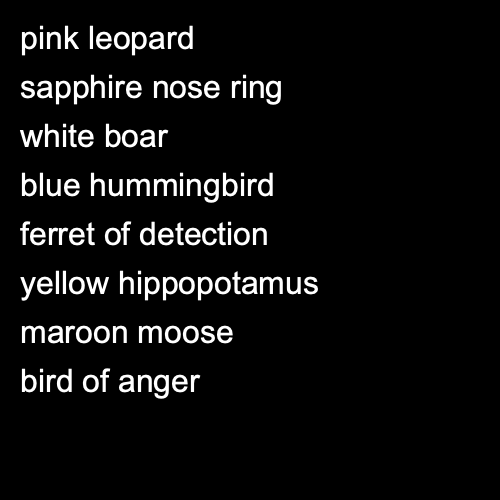 pink leopard
sapphire nose ring
white boar
blue hummingbird
ferret of detection
yellow hippopotamus
maroon moose
bird of anger